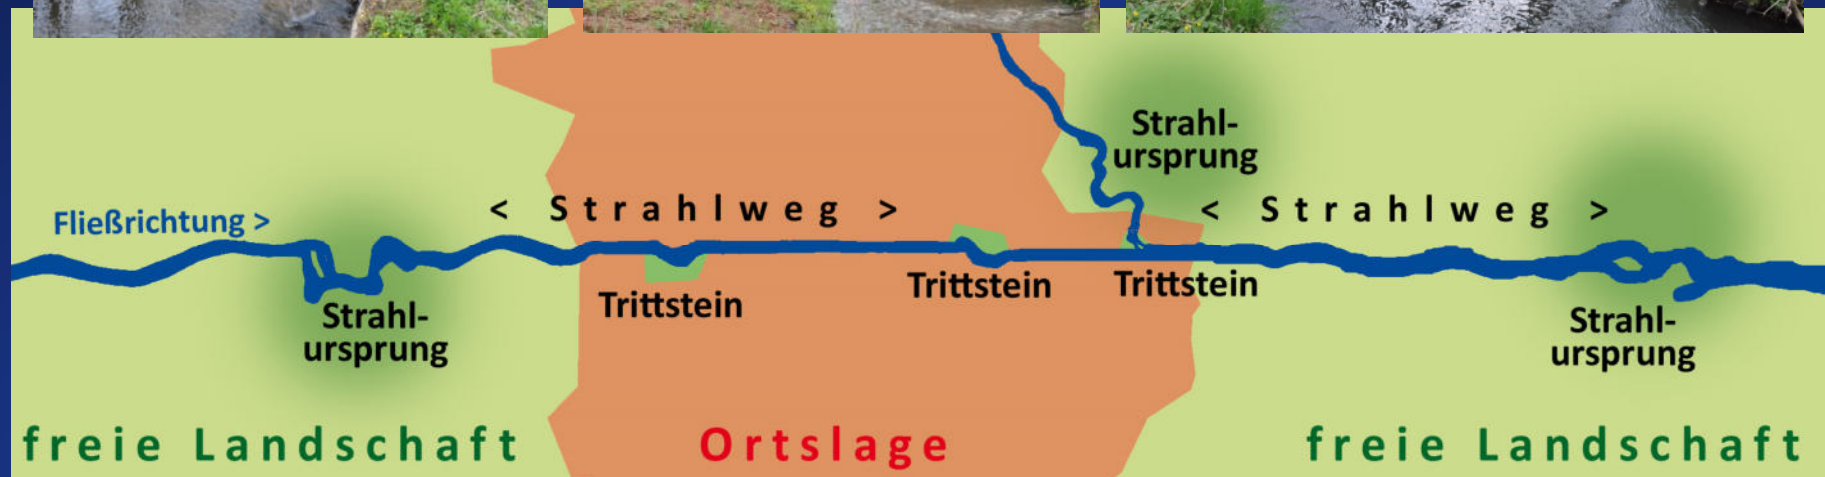 Strahl-
ursprung
< Strahlweg >
< Strahlweg >
Fließrichtung >
Trittstein
Trittstein
Trittstein
Strahl-
ursprung
Strahl-
ursprung
freie Landschaft
Ortslage
freie Landschaft